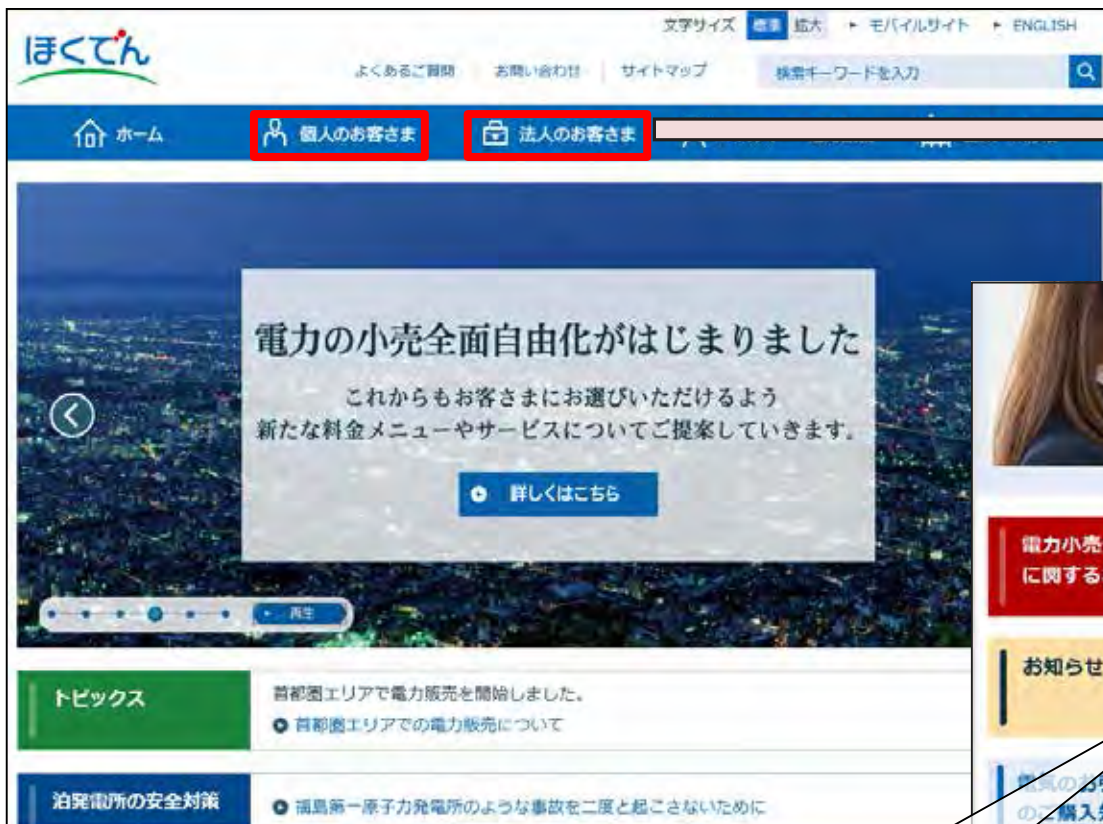 文字サイズ 標準 拡大 モバイルサイト ENGLISH
ほくでん
よくあるご質問 お問い合わせ サイトマップ 検索キーワードを入力
ホーム 個人のお客さま 法人のお客さま
電力の小売全面自由化がはじまりました
これからもお客さまにお選びいただけるよう
新たな料金メニューやサービスについてご提案していきます。
詳しくはこちら
再生
電力小売
に関する
お知らせ
トピックス
首都圏エリアで電力販売を開始しました。
首都圏エリアでの電力販売について
泊発電所の安全対策
福島第一原子力発電所のような事故を二度と起こさないために
電気のお
のご購入